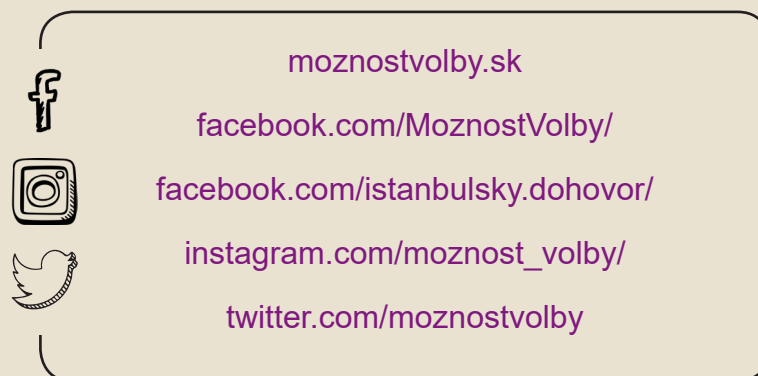 moznostvolby.sk
facebook.com/MoznostVolby/
facebook.com/istanbulsky.dohovor/
instagram.com/moznost_volby/
twitter.com/moznostvolby